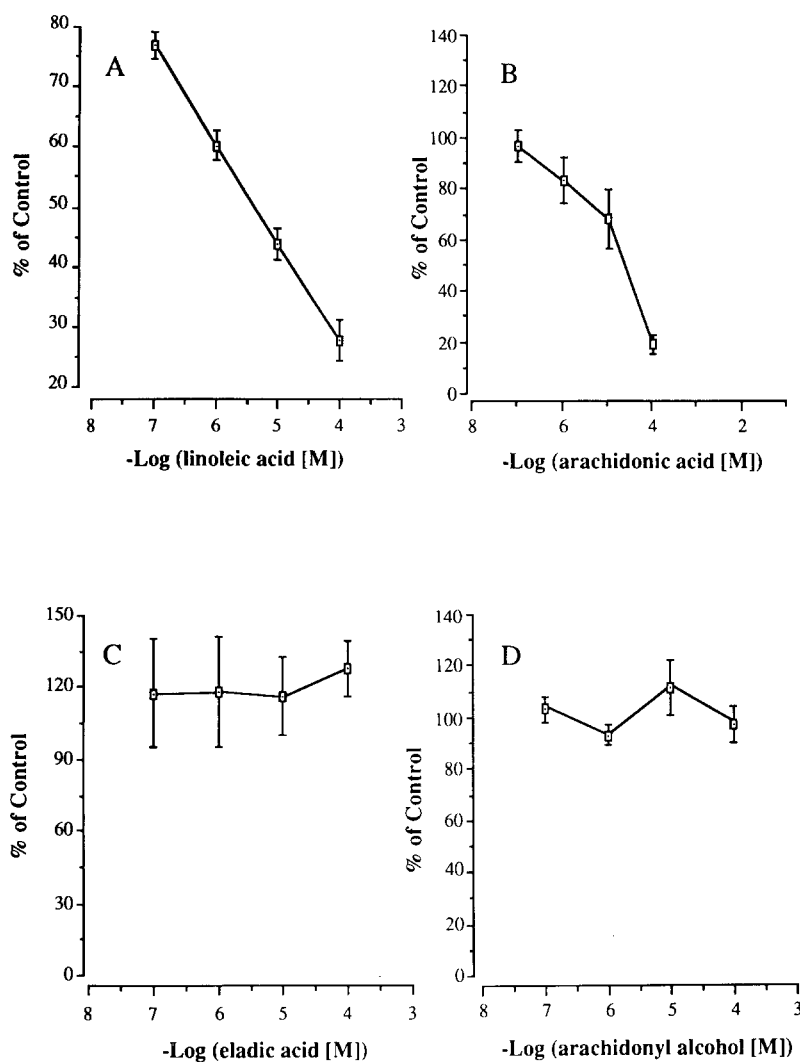 A
% of Control
80
70
60
50
40
30
20
8 7 6 5 4 3
-Log (linoleic acid [M])
B
% of Control
140
120
100
80
60
40
20
0
8 6 4 2
-Log (arachidonic acid [M])
C
% of Control
150
120
90
60
30
0
8 7 6 5 4 3
-Log (eladic acid [M])
D
% of Control
140
120
100
80
60
40
20
0
8 7 6 5 4 3
-Log (arachidonyl alcohol [M])